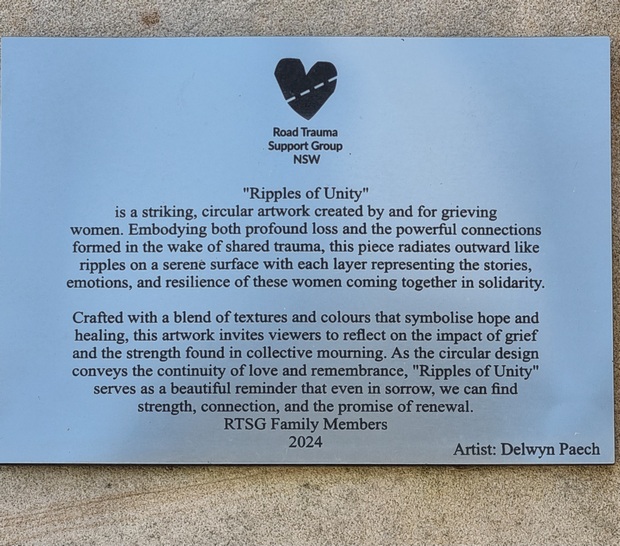 Road Trauma
Support Group
NSW
"Ripples of Unity"
is a striking, circular artwork created by and for grieving
women. Embodying both profound loss and the powerful connections
formed in the wake of shared trauma, this piece radiates outward like
ripples on a serene surface with each layer representing the stories,
emotions, and resilience of these women coming together in solidarity.
Crafted with a blend of textures and colours that symbolise hope and
healing, this artwork invites viewers to reflect on the impact of grief
and the strength found in collective mourning. As the circular design
conveys the continuity of love and remembrance, "Ripples of Unity"
serves as a beautiful reminder that even in sorrow, we can find
strength, connection, and the promise of renewal.
RTSG Family Members
2024
Artist: Delwyn Paech